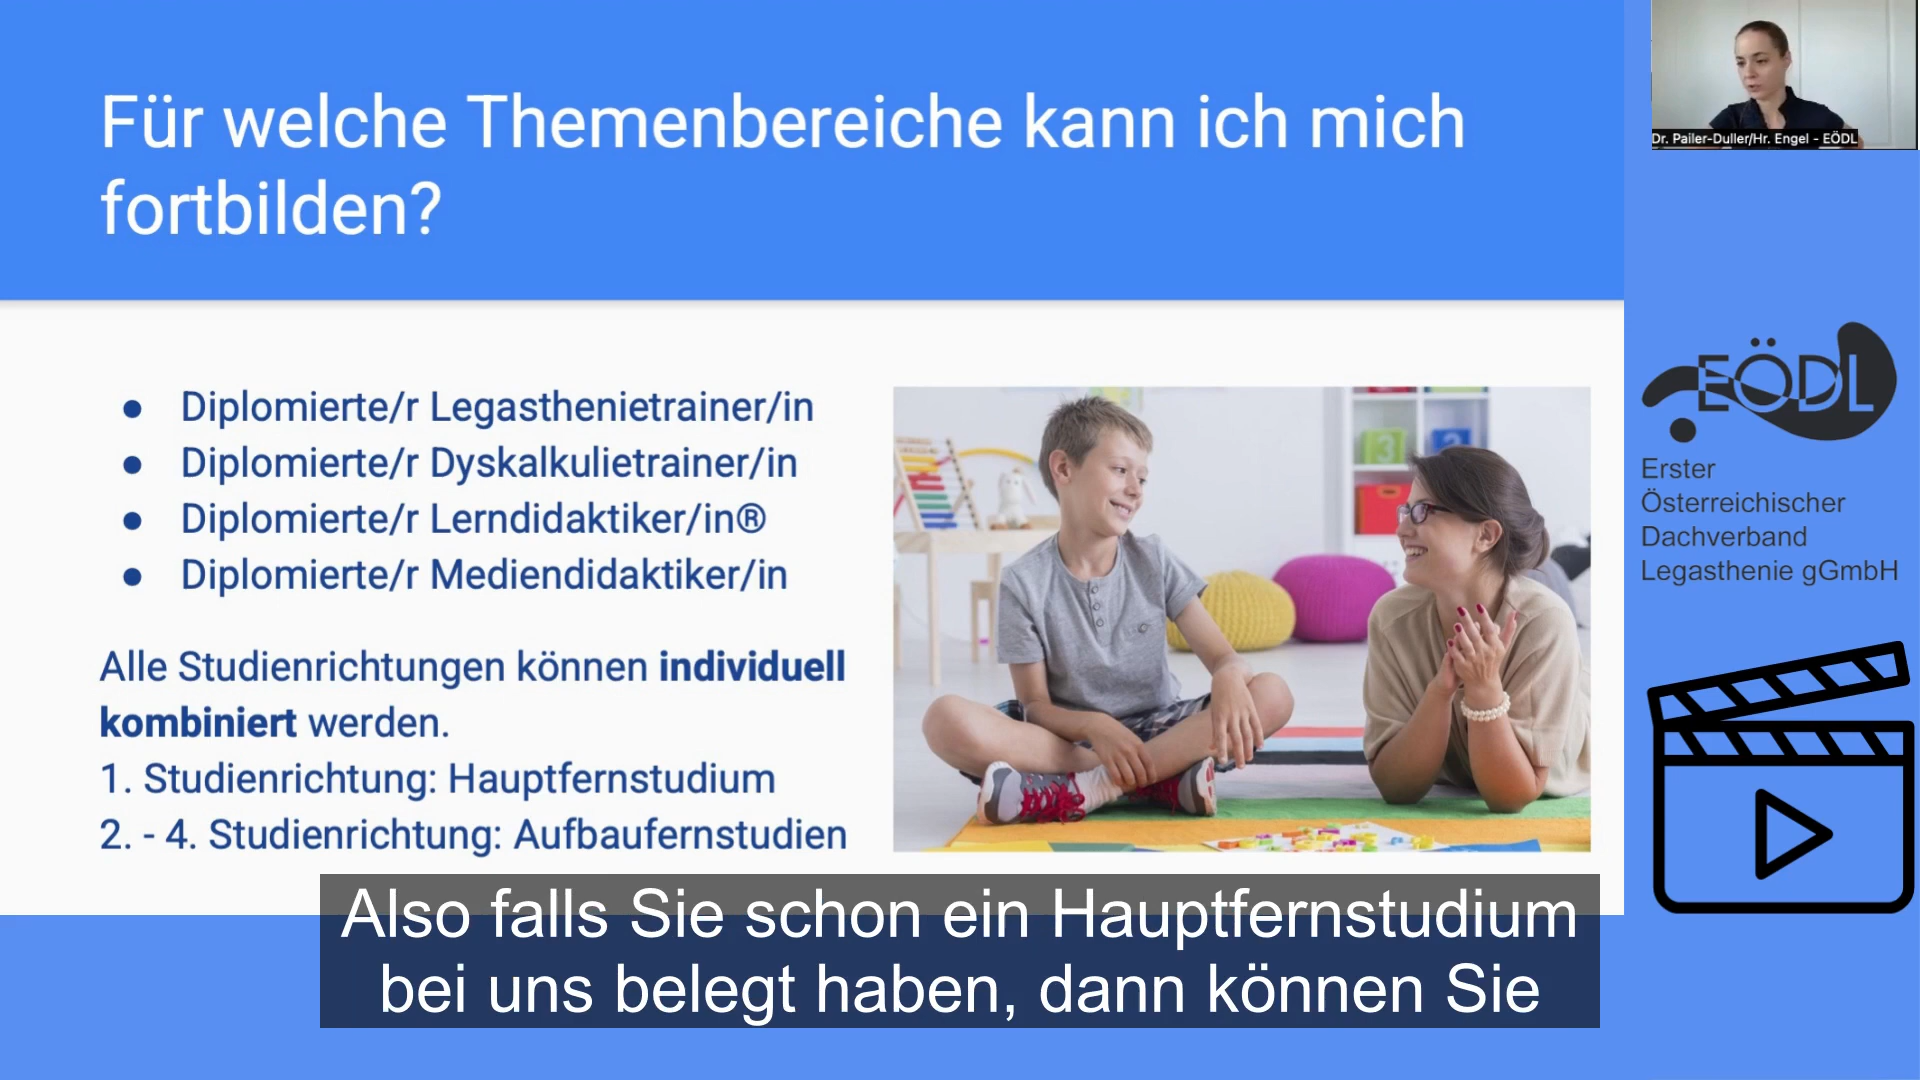 Für welche Themenbereiche kann ich mich
fortbilden?
Dr. Pailer-Duller/Hr. Engel - EÖDL
● Diplomierte/r Legasthenietrainer/in
● Diplomierte/r Dyskalkulietrainer/in
● Diplomierte/r Lerndidaktiker/in®
● Diplomierte/r Mediendidaktiker/in
Alle Studienrichtungen können individuell
kombiniert werden.
1. Studienrichtung: Hauptfernstudium
2. - 4. Studienrichtung: Aufbaufernstudien
3
EÖDL
Erster
Österreichischer
Dachverband
Legasthenie gGmbH
Also falls Sie schon ein Hauptfernstudium
bei uns belegt haben, dann können Sie